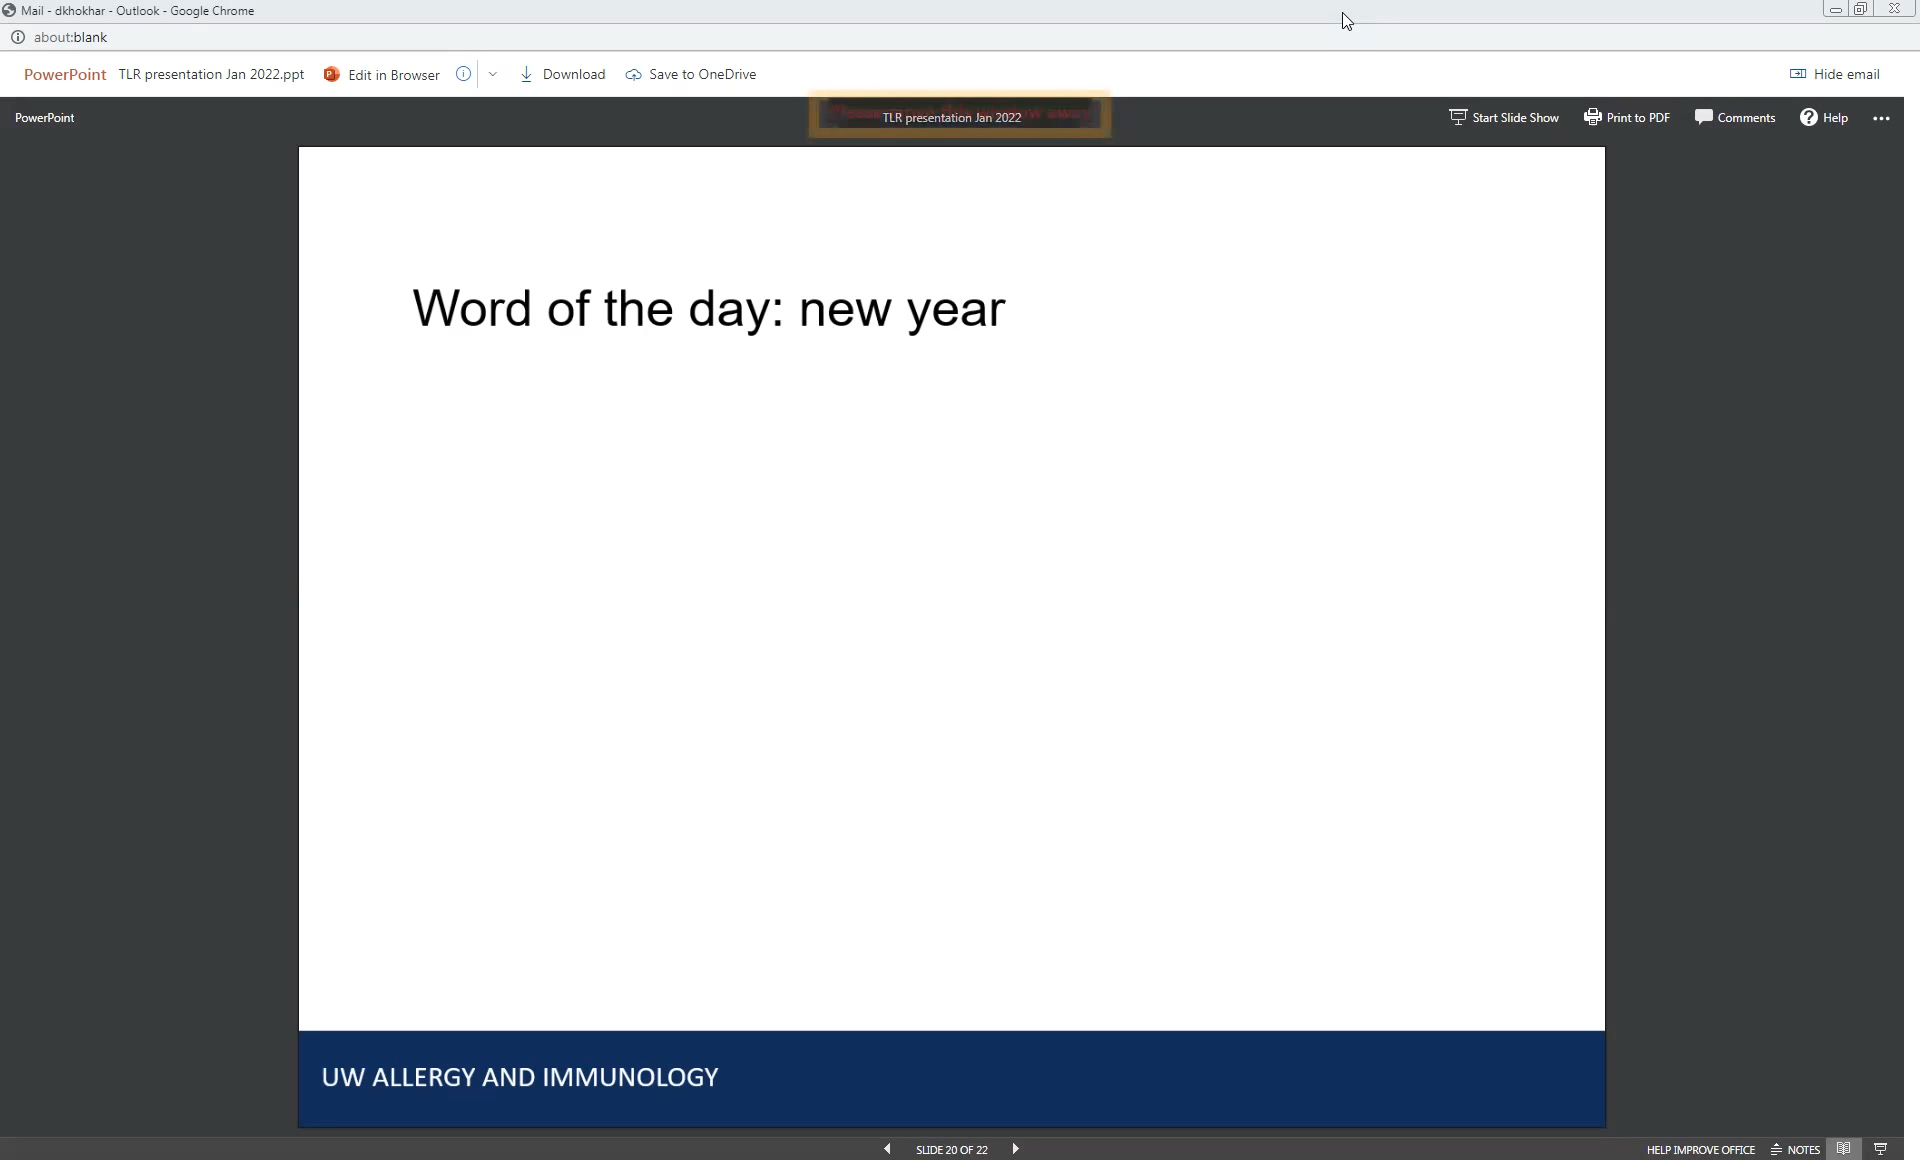 Mail - dkhokhar - Outlook - Google Chrome
about:blank
PowerPoint TLR presentation Jan 2022.ppt Edit in Browser Download Save to OneDrive Hide email
PowerPoint TLR presentation Jan 2022 Start Slide Show Print to PDF Comments Help
Word of the day: new year
UW ALLERGY AND IMMUNOLOGY
SLIDE 20 OF 22 HELP IMPROVE OFFICE NOTES